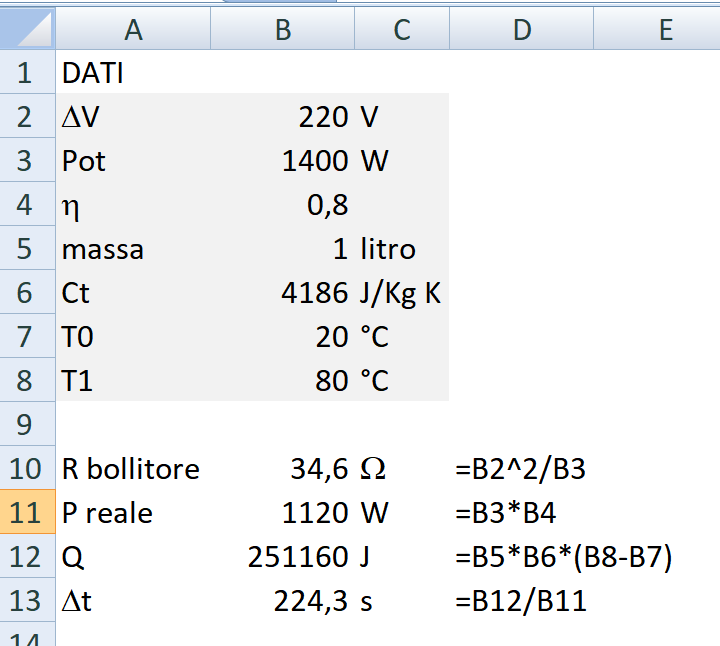 A B C D E
1 DATI
2 ΔV 220 V
3 Pot 1400 W
4 η 0,8
5 massa 1 litro
6 Ct 4186 J/Kg K
7 T0 20 °C
8 T1 80 °C
9
10 R bollitore 34,6 Ω =B2^2/B3
11 P reale 1120 W =B3*B4
12 Q 251160 J =B5*B6*(B8-B7)
13 Δt 224,3 s =B12/B11
14